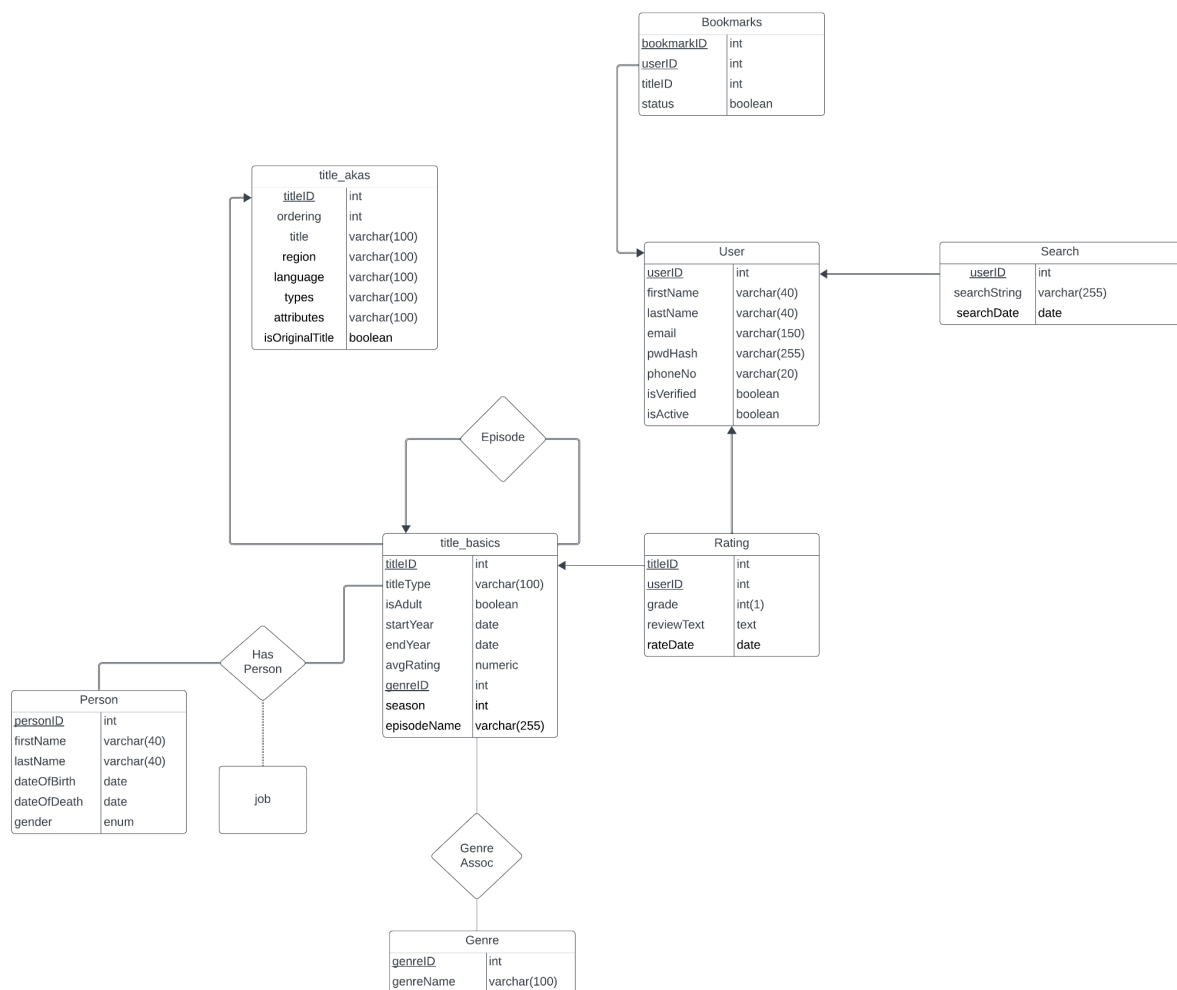 Bookmarks
bookmarkID int
userID int
titleID int
status boolean
title_akas
titleID int
ordering int
title varchar(100)
region varchar(100)
language varchar(100)
types varchar(100)
attributes varchar(100)
isOriginalTitle boolean
User
userID int
firstName varchar(40)
lastName varchar(40)
email varchar(150)
pwdHash varchar(255)
phoneNo varchar(20)
isVerified boolean
isActive boolean
Search
userID int
searchString varchar(255)
searchDate date
Episode
title_basics
titleID int
titleType varchar(100)
isAdult boolean
startYear date
endYear date
avgRating numeric
genreID int
season int
episodeName varchar(255)
Rating
titleID int
userID int
grade int(1)
reviewText text
rateDate date
Has
Person
Person
personID int
firstName varchar(40)
lastName varchar(40)
dateOfBirth date
dateOfDeath date
gender enum
job
Genre
Assoc
Genre
genreID int
genreName varchar(100)